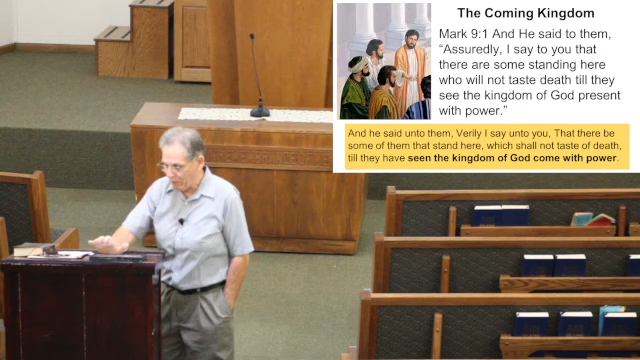 The Coming Kingdom
Mark 9:1 And He said to them,
“Assuredly, I say to you that
there are some standing here
who will not taste death till they
see the kingdom of God present
with power.”
And he said unto them, Verily I say unto you, That there be
some of them that stand here, which shall not taste of death,
till they have seen the kingdom of God come with power.